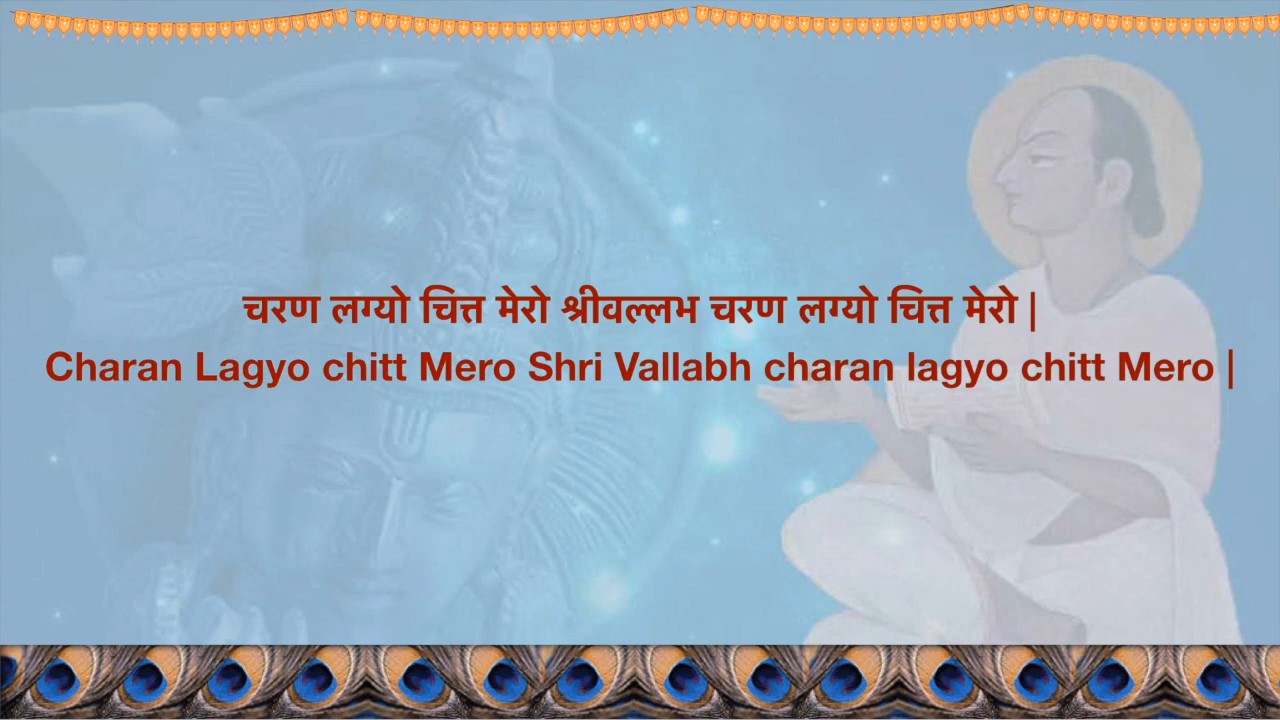 चरण लग्यो चित्त मेरो श्रीवल्लभ चरण लग्यो चित्त मेरो |
Charan Lagyo chitt Mero Shri Vallabh charan lagyo chitt Mero |